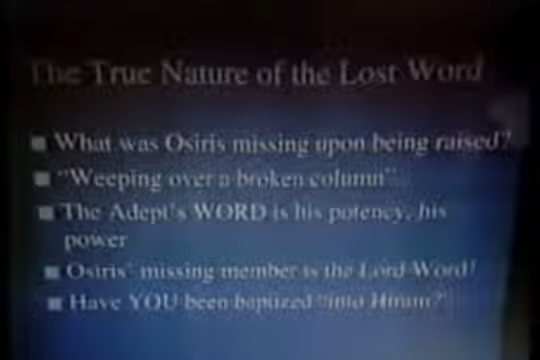 The True Nature of the Lost Word
■ What was Osiris missing upon being raised?
■ "Weeping over a broken column"
■ The Adept's WORD is his potency, his
power
■ Osiris' missing member is the Lord Word!
■ Have YOU been baptized "into Hiram?"